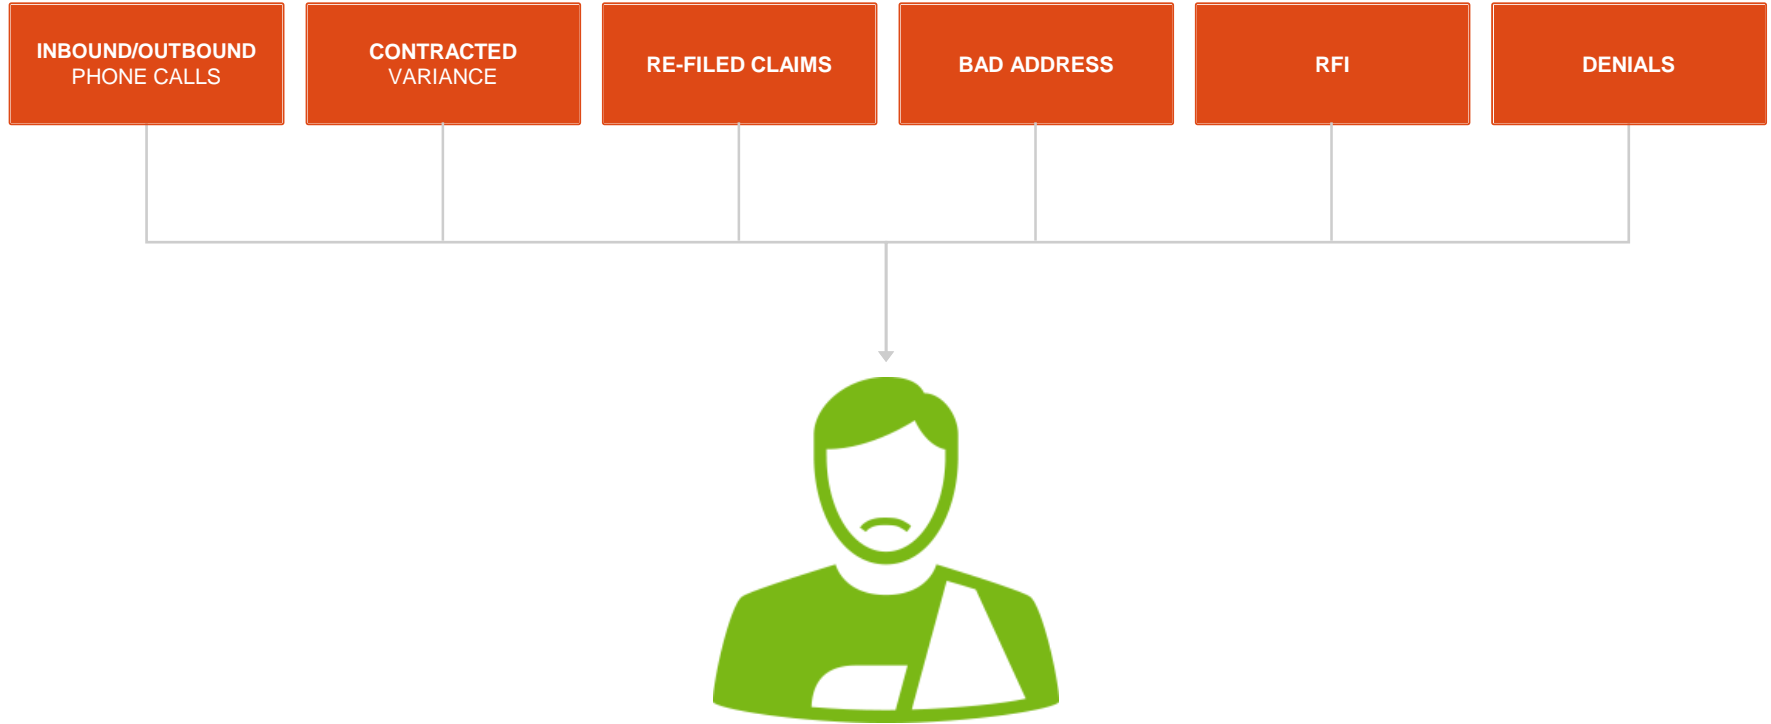 INBOUND/OUTBOUND
PHONE CALLS
CONTRACTED
VARIANCE
RE-FILED CLAIMS
BAD ADDRESS
RFI
DENIALS